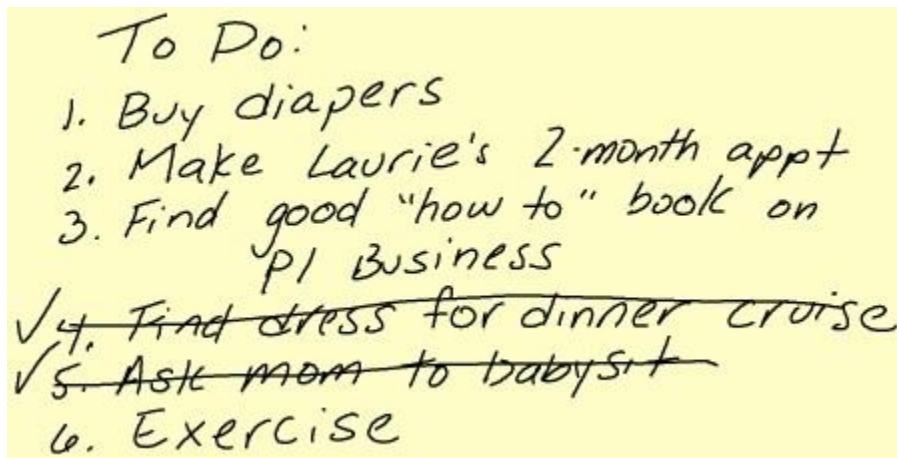 To Do:
1. Buy diapers
2. Make Laurie's 2-month appt
3. Find good "how to" book on
PI Business
✓4. Find dress for dinner cruise
✓5. Ask mom to babysit
6. Exercise